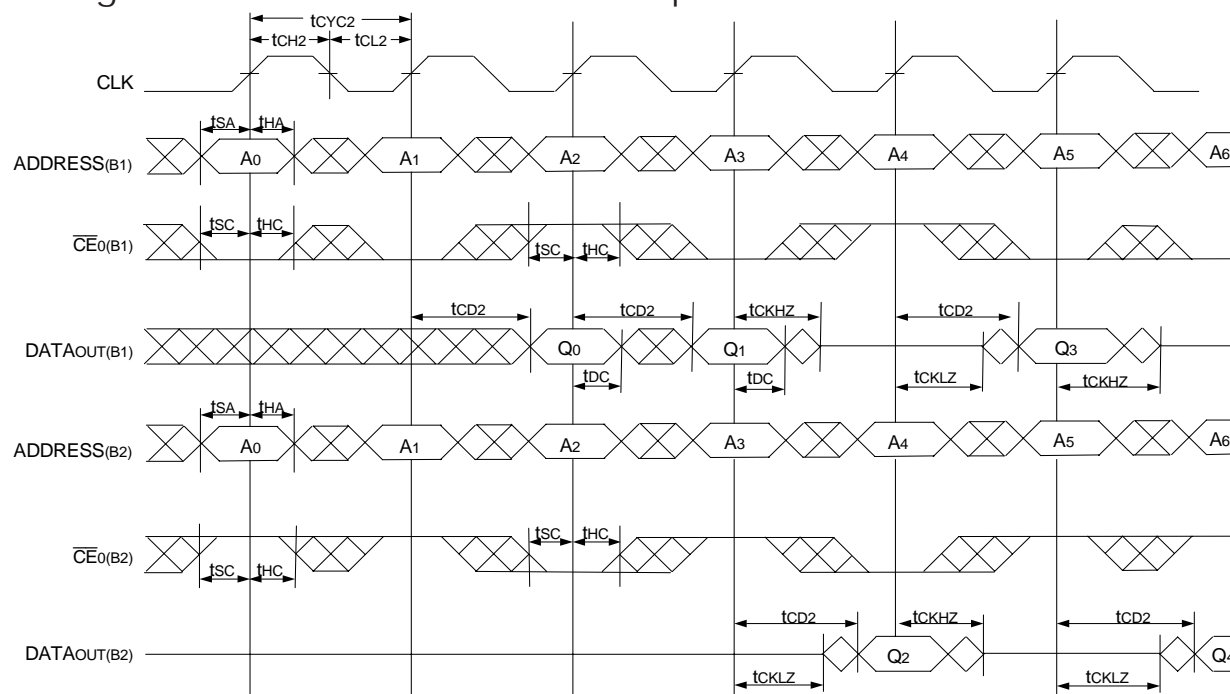 tCYC2
tCH2 tCL2
CLK
tSA tHA
ADDRESS(B1) A0 A1 A2 A3 A4 A5 A6
tSC tHC
CE0(B1) tSC tHC
tCD2 tCD2 tCKHZ tCD2
DATAOUT(B1) Q0 Q1 Q3
tDC tDC tCKLZ tCKHZ
tSA tHA
ADDRESS(B2) A0 A1 A2 A3 A4 A5 A6
tSC tHC
CE0(B2)
tSC tHC
tCD2 tCKHZ tCD2
DATAOUT(B2) Q2 Q4
tCKLZ tCKLZ